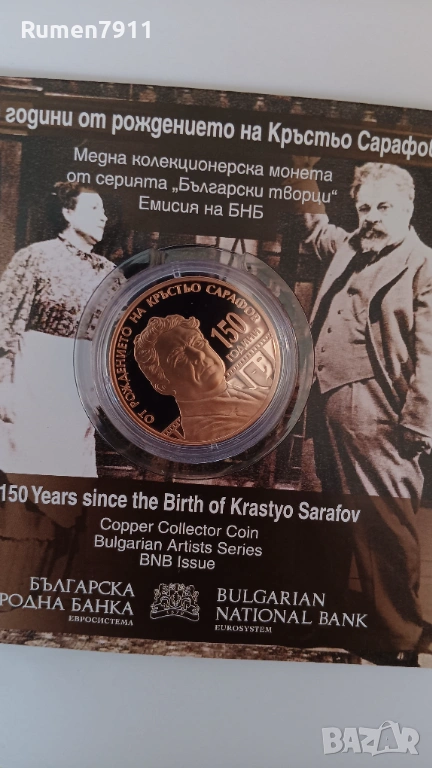 Rumen7911
години от рождението на Кръстьо Сарафов
Медна колекционерска монета
от серията „Български творци“
Емисия на БНБ
ОТ РОЖДЕНИЕТО НА КРЪСТЬО САРАФОВ
150
ГОДИНИ
150 Years since the Birth of Krastyo Sarafov
Copper Collector Coin
Bulgarian Artists Series
BNB Issue
БЪЛГАРСКА
РОДНА БАНКА
ЕВРОСИСТЕМА
BULGARIAN
NATIONAL BANK
EUROSYSTEM
BAZAR